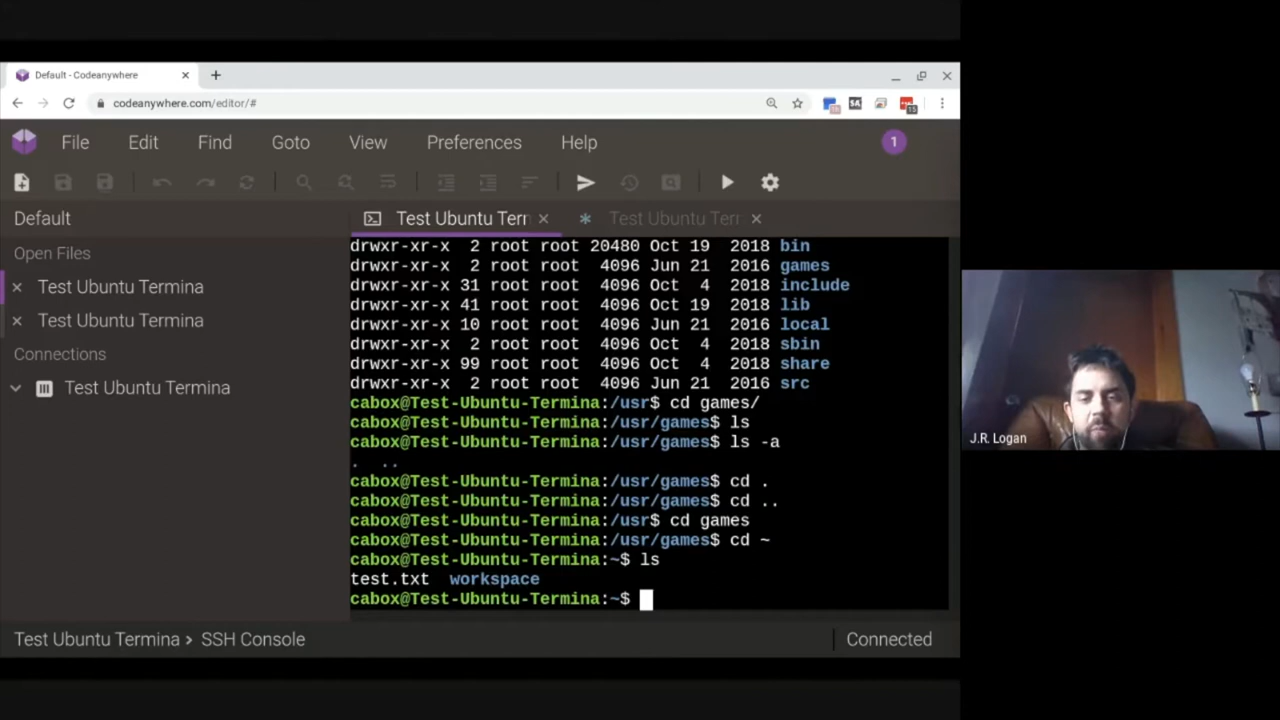 Default - Codeanywhere
codeanywhere.com/editor/#
15
File Edit Find Goto View Preferences Help
1
Default
Test Ubuntu Terr
Test Ubuntu Terr
Open Files
Test Ubuntu Termina
Test Ubuntu Termina
Connections
Test Ubuntu Termina
drwxr-xr-x 2 root root 20480 Oct 19 2018 bin
drwxr-xr-x 2 root root 4096 Jun 21 2016 games
drwxr-xr-x 31 root root 4096 Oct 4 2018 include
drwxr-xr-x 41 root root 4096 Oct 19 2018 lib
drwxr-xr-x 10 root root 4096 Jun 21 2016 local
drwxr-xr-x 2 root root 4096 Oct 4 2018 sbin
drwxr-xr-x 99 root root 4096 Oct 4 2018 share
drwxr-xr-x 2 root root 4096 Jun 21 2016 src
cabox@Test-Ubuntu-Termina:/usr$ cd games/
cabox@Test-Ubuntu-Termina:/usr/games$ ls
cabox@Test-Ubuntu-Termina:/usr/games$ ls -a
. ..
cabox@Test-Ubuntu-Termina:/usr/games$ cd .
cabox@Test-Ubuntu-Termina:/usr/games$ cd ..
cabox@Test-Ubuntu-Termina:/usr$ cd games
cabox@Test-Ubuntu-Termina:/usr/games$ cd ~
cabox@Test-Ubuntu-Termina:~$ ls
test.txt workspace
cabox@Test-Ubuntu-Termina:~$
Test Ubuntu Termina > SSH Console
Connected
J.R. Logan